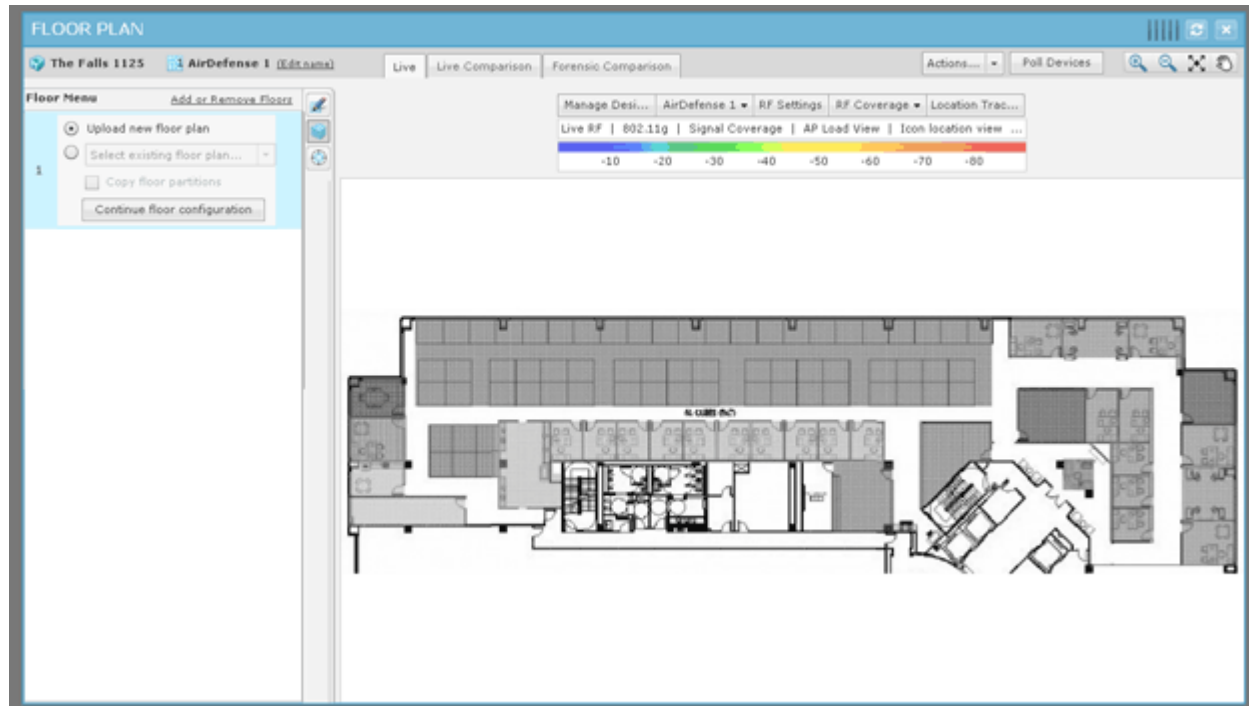 FLOOR PLAN
The Falls 1125 AirDefense 1 (Edit name)
Live Live Comparison Forensic Comparison
Actions... Poll Devices
Floor Menu Add or Remove Floors
1
Upload new floor plan
Select existing floor plan...
Copy floor partitions
Continue floor configuration
Manage Desi... AirDefense 1 RF Settings RF Coverage Location Trac...
Live RF | 802.11g | Signal Coverage | AP Load View | Icon location view ...
-10 -20 -30 -40 -50 -60 -70 -80